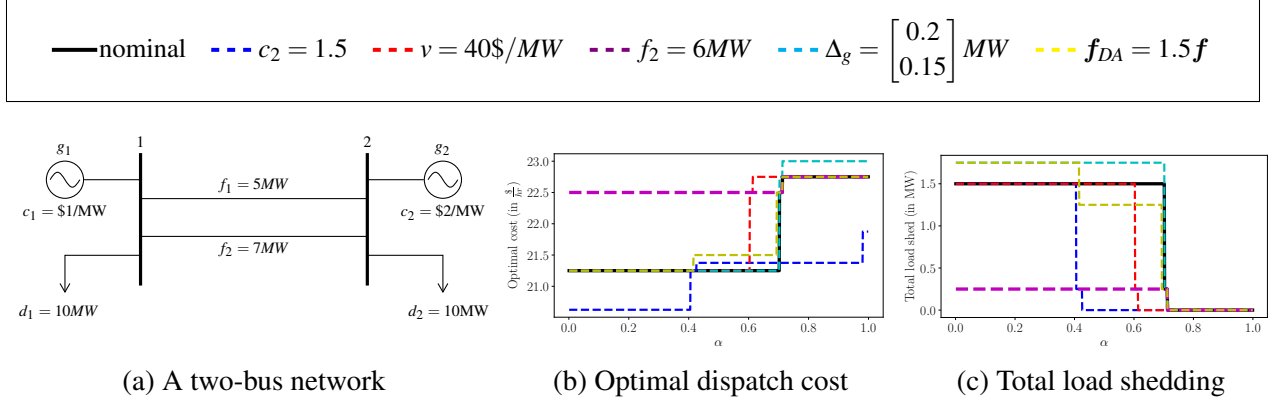 nominal c₂ = 1.5 v = 40$/MW f₂ = 6MW Δ_g = [0.2 0.15] MW f_DA = 1.5f
g₁ 1 2 g₂
f₁ = 5MW
c₁ = $1/MW c₂ = $2/MW
f₂ = 7MW
d₁ = 10MW d₂ = 10MW
(a) A two-bus network
Optimal cost (in $/hr)
23.0
22.5
22.0
21.5
21.0
0.0 0.2 0.4 0.6 0.8 1.0
α
(b) Optimal dispatch cost
Total load shed (in MW)
1.5
1.0
0.5
0.0
0.0 0.2 0.4 0.6 0.8 1.0
α
(c) Total load shedding